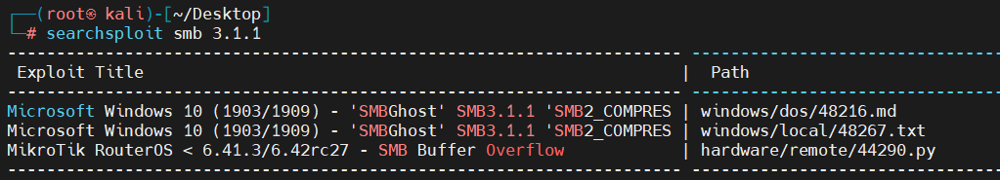 ┌──(root㉿ kali)-[~/Desktop]
└─# searchsploit smb 3.1.1
---------------------------------------------------------------------- ---------------------------------
 Exploit Title                                                        |  Path
---------------------------------------------------------------------- ---------------------------------
Microsoft Windows 10 (1903/1909) - 'SMBGhost' SMB3.1.1 'SMB2_COMPRES | windows/dos/48216.md
Microsoft Windows 10 (1903/1909) - 'SMBGhost' SMB3.1.1 'SMB2_COMPRES | windows/local/48267.txt
MikroTik RouterOS < 6.41.3/6.42rc27 - SMB Buffer Overflow            | hardware/remote/44290.py
---------------------------------------------------------------------- ---------------------------------